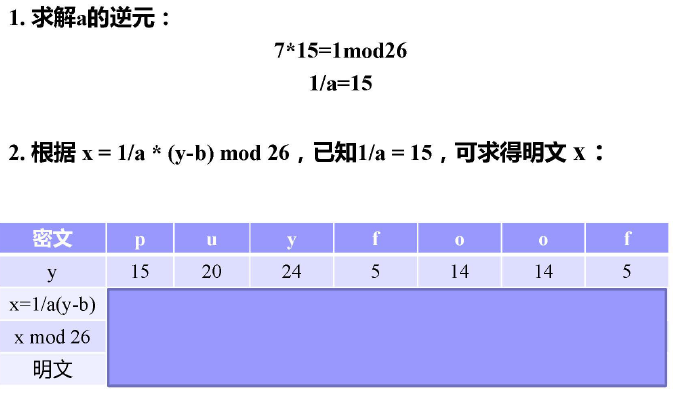 1. 求解a的逆元：
7*15=1mod26
1/a=15
2. 根据 x = 1/a * (y-b) mod 26，已知1/a = 15，可求得明文 x：
密文 p u y f o o f
y 15 20 24 5 14 14 5
x=1/a(y-b)
x mod 26
明文